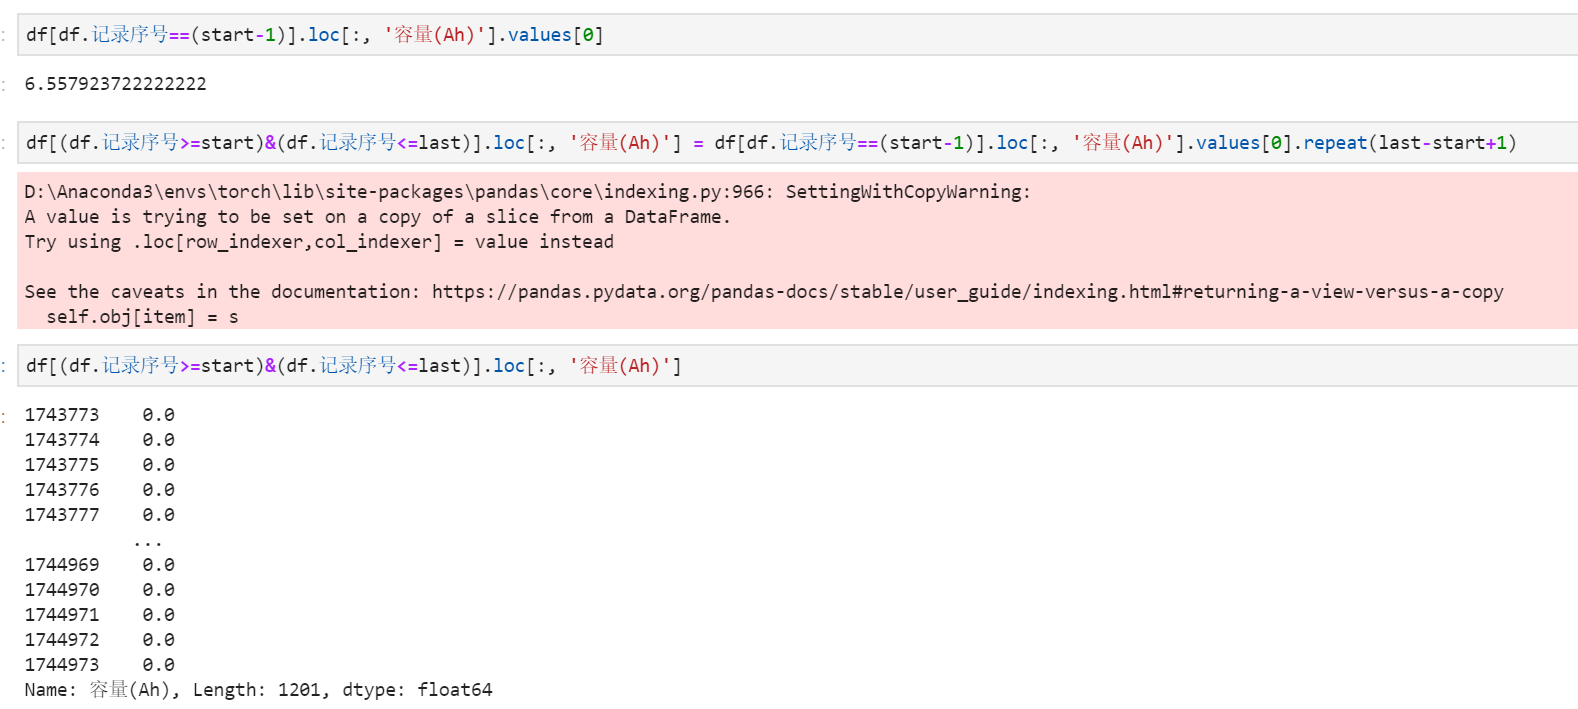 df[df.记录序号==(start-1)].loc[:, '容量(Ah)'].values[0]
6.557923722222222
df[(df.记录序号>=start)&(df.记录序号<=last)].loc[:, '容量(Ah)'] = df[df.记录序号==(start-1)].loc[:, '容量(Ah)'].values[0].repeat(last-start+1)
D:\Anaconda3\envs\torch\lib\site-packages\pandas\core\indexing.py:966: SettingWithCopyWarning:
A value is trying to be set on a copy of a slice from a DataFrame.
Try using .loc[row_indexer,col_indexer] = value instead
See the caveats in the documentation: https://pandas.pydata.org/pandas-docs/stable/user_guide/indexing.html#returning-a-view-versus-a-copy
  self.obj[item] = s
df[(df.记录序号>=start)&(df.记录序号<=last)].loc[:, '容量(Ah)']
1743773    0.0
1743774    0.0
1743775    0.0
1743776    0.0
1743777    0.0
          ...
1744969    0.0
1744970    0.0
1744971    0.0
1744972    0.0
1744973    0.0
Name: 容量(Ah), Length: 1201, dtype: float64